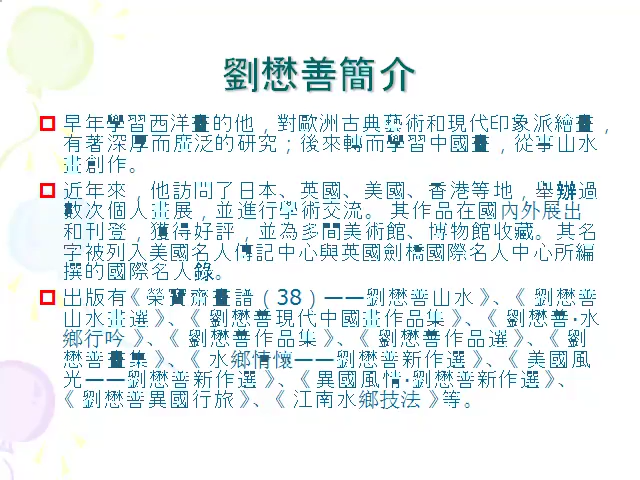 劉懋善簡介
早年學習西洋畫的他，對歐洲古典藝術和現代印象派繪畫，
有著深厚而廣泛的研究；後來轉而學習中國畫，從事山水
畫創作。
近年來，他訪問了日本、英國、美國、香港等地，舉辦過
數次個人畫展，並進行學術交流。 其作品在國內外展出
和刊登，獲得好評，並為多間美術館、博物館收藏。其名
字被列入美國名人傳記中心與英國劍橋國際名人中心所編
撰的國際名人錄。
出版有《榮寶齋畫譜（38）——劉懋善山水》、《 劉懋善
山水畫選》、《 劉懋善現代中國畫作品集》、《 劉懋善·水
鄉行吟 》、《 劉懋善作品集》、《 劉懋善作品選》、《 劉
懋善畫集》、《 水鄉情懷——劉懋善新作選》、《 美國風
光——劉懋善新作選》、《異國風情·劉懋善新作選》、
《 劉懋善異國行旅》、《 江南水鄉技法 》等。